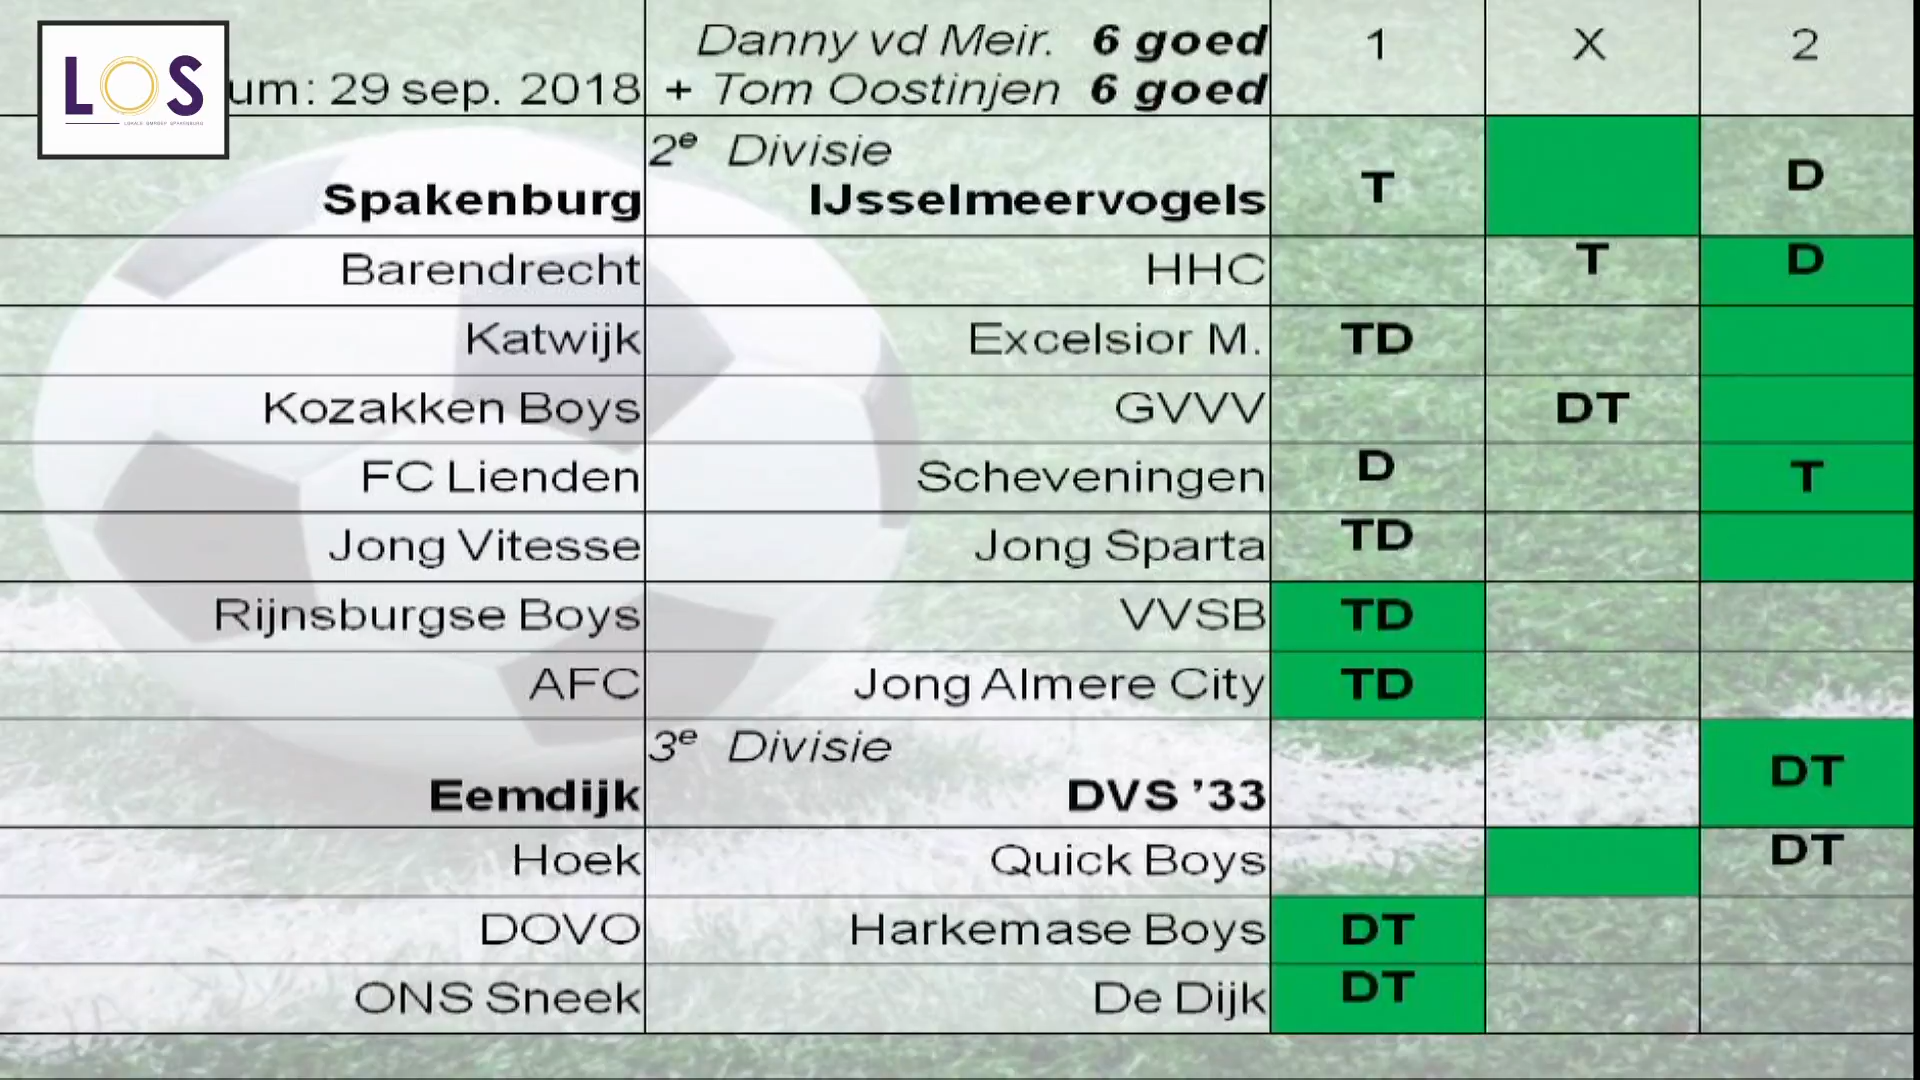 LOS
LOKALE OMROEP SPAKENBURG
Danny vd Meir. 6 goed 1 X 2
um: 29 sep. 2018 + Tom Oostinjen 6 goed
2e Divisie
Spakenburg IJsselmeervogels T D
Barendrecht HHC T D
Katwijk Excelsior M. TD
Kozakken Boys GVVV DT
FC Lienden Scheveningen D T
Jong Vitesse Jong Sparta TD
Rijnsburgse Boys VVSB TD
AFC Jong Almere City TD
3e Divisie
Eemdijk DVS ’33 DT
Hoek Quick Boys DT
DOVO Harkemase Boys DT
ONS Sneek De Dijk DT